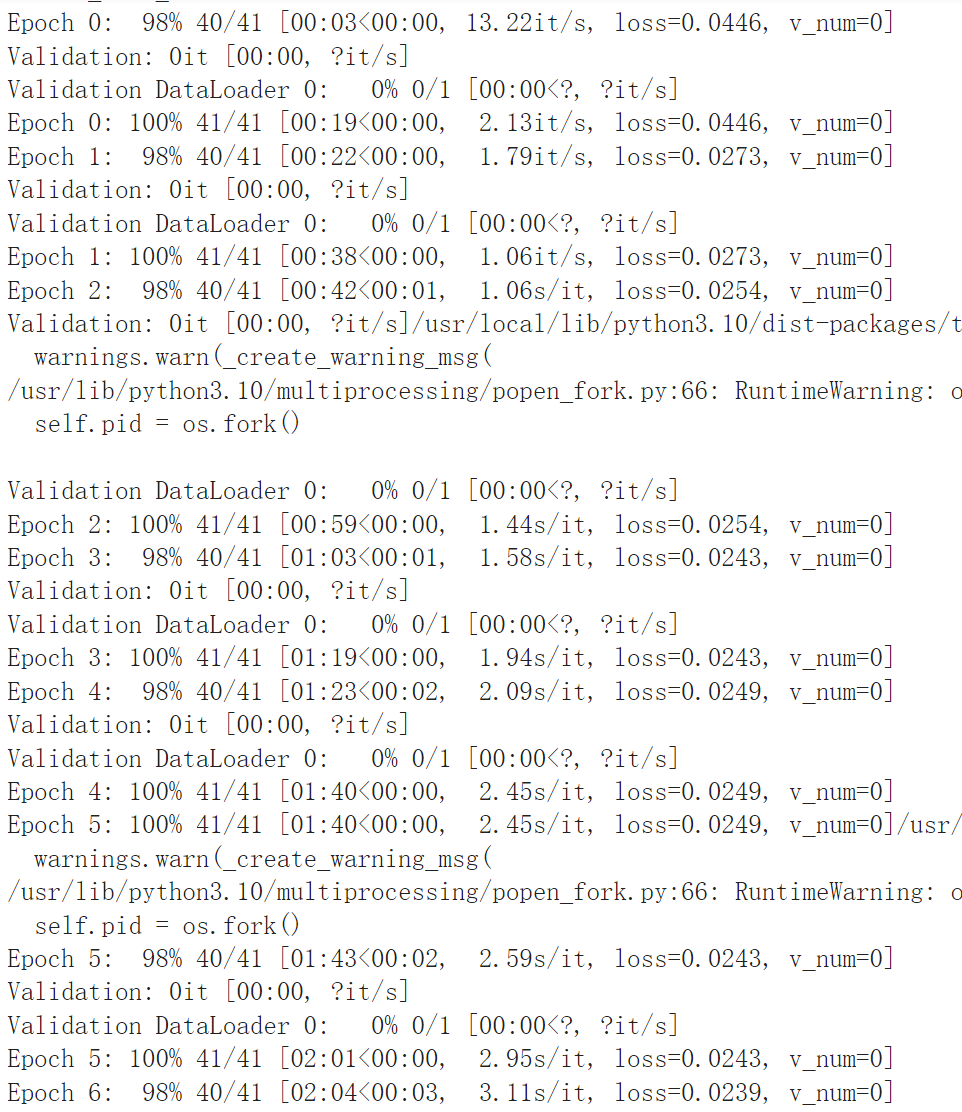 Epoch 0:  98% 40/41 [00:03<00:00, 13.22it/s, loss=0.0446, v_num=0]
Validation: 0it [00:00, ?it/s]
Validation DataLoader 0:   0% 0/1 [00:00<?, ?it/s]
Epoch 0: 100% 41/41 [00:19<00:00,  2.13it/s, loss=0.0446, v_num=0]
Epoch 1:  98% 40/41 [00:22<00:00,  1.79it/s, loss=0.0273, v_num=0]
Validation: 0it [00:00, ?it/s]
Validation DataLoader 0:   0% 0/1 [00:00<?, ?it/s]
Epoch 1: 100% 41/41 [00:38<00:00,  1.06it/s, loss=0.0273, v_num=0]
Epoch 2:  98% 40/41 [00:42<00:01,  1.06s/it, loss=0.0254, v_num=0]
Validation: 0it [00:00, ?it/s]/usr/local/lib/python3.10/dist-packages/t
  warnings.warn(_create_warning_msg(
/usr/lib/python3.10/multiprocessing/popen_fork.py:66: RuntimeWarning: o
  self.pid = os.fork()
Validation DataLoader 0:   0% 0/1 [00:00<?, ?it/s]
Epoch 2: 100% 41/41 [00:59<00:00,  1.44s/it, loss=0.0254, v_num=0]
Epoch 3:  98% 40/41 [01:03<00:01,  1.58s/it, loss=0.0243, v_num=0]
Validation: 0it [00:00, ?it/s]
Validation DataLoader 0:   0% 0/1 [00:00<?, ?it/s]
Epoch 3: 100% 41/41 [01:19<00:00,  1.94s/it, loss=0.0243, v_num=0]
Epoch 4:  98% 40/41 [01:23<00:02,  2.09s/it, loss=0.0249, v_num=0]
Validation: 0it [00:00, ?it/s]
Validation DataLoader 0:   0% 0/1 [00:00<?, ?it/s]
Epoch 4: 100% 41/41 [01:40<00:00,  2.45s/it, loss=0.0249, v_num=0]
Epoch 5: 100% 41/41 [01:40<00:00,  2.45s/it, loss=0.0249, v_num=0]/usr/
  warnings.warn(_create_warning_msg(
/usr/lib/python3.10/multiprocessing/popen_fork.py:66: RuntimeWarning: o
  self.pid = os.fork()
Epoch 5:  98% 40/41 [01:43<00:02,  2.59s/it, loss=0.0243, v_num=0]
Validation: 0it [00:00, ?it/s]
Validation DataLoader 0:   0% 0/1 [00:00<?, ?it/s]
Epoch 5: 100% 41/41 [02:01<00:00,  2.95s/it, loss=0.0243, v_num=0]
Epoch 6:  98% 40/41 [02:04<00:03,  3.11s/it, loss=0.0239, v_num=0]